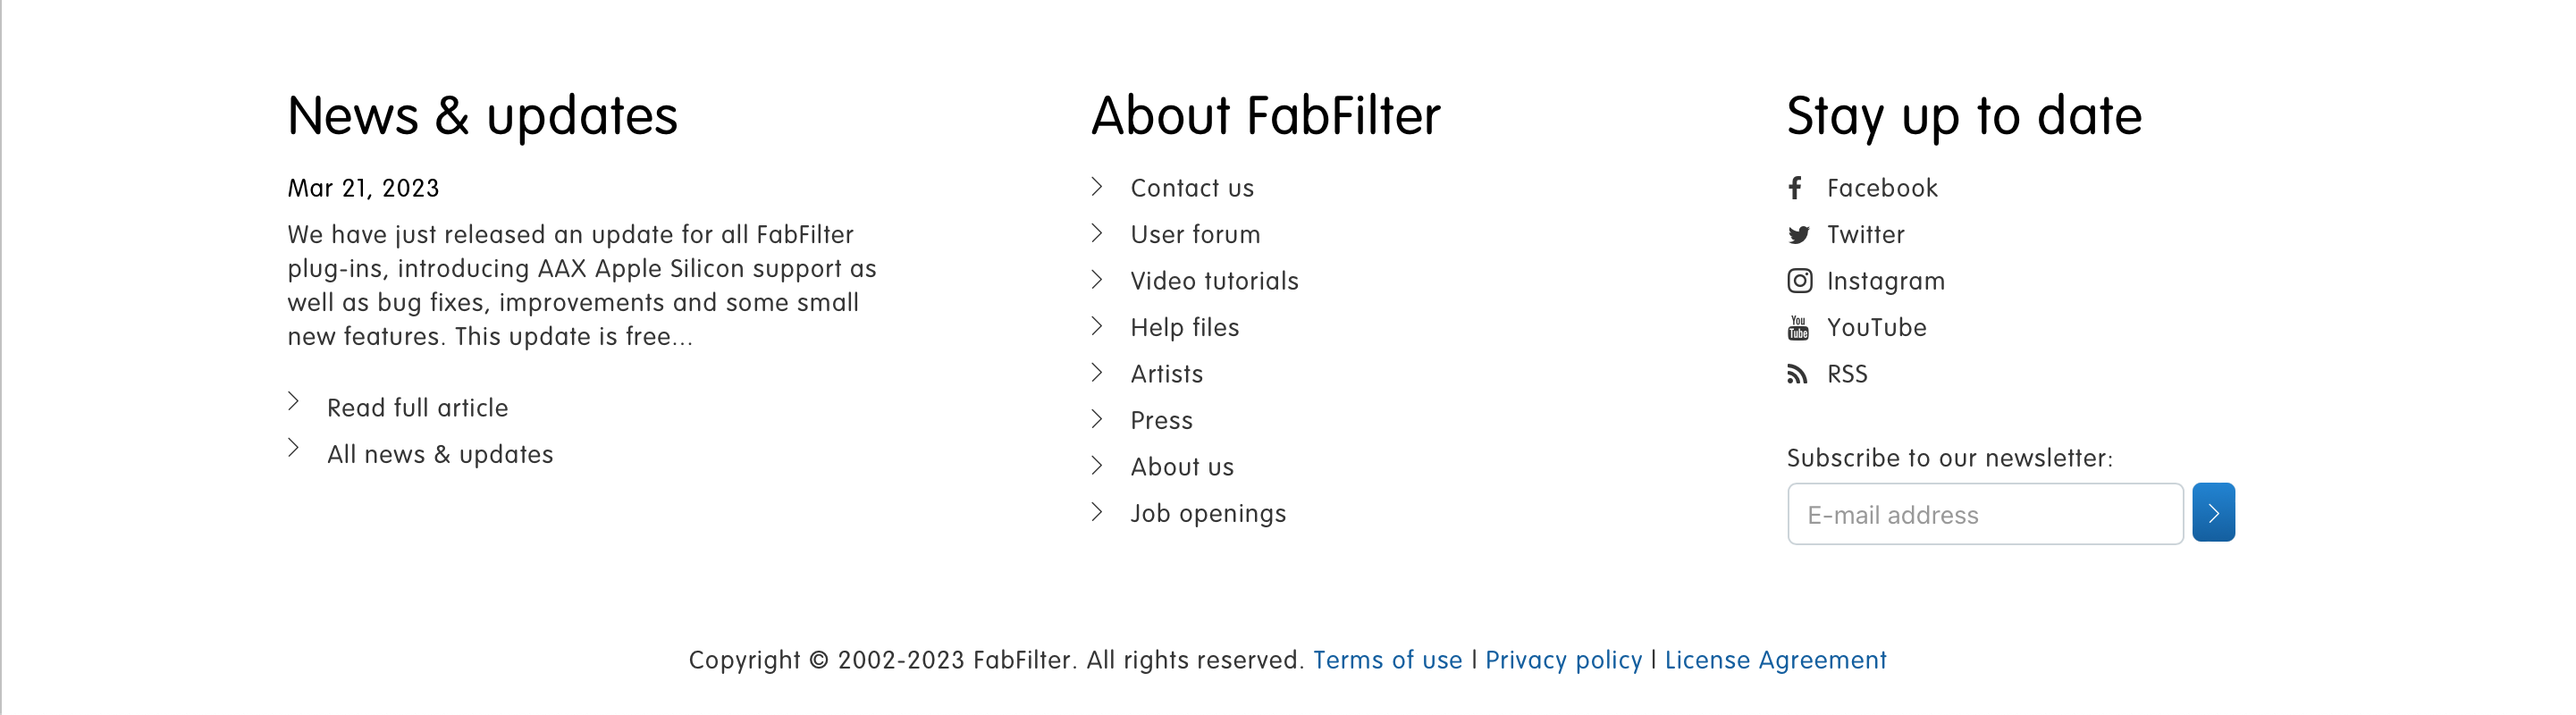 News & updates
Mar 21, 2023
We have just released an update for all FabFilter
plug-ins, introducing AAX Apple Silicon support as
well as bug fixes, improvements and some small
new features. This update is free...
Read full article
All news & updates
About FabFilter
Contact us
User forum
Video tutorials
Help files
Artists
Press
About us
Job openings
Stay up to date
Facebook
Twitter
Instagram
You
Tube
YouTube
RSS
Subscribe to our newsletter:
E-mail address
Copyright © 2002-2023 FabFilter. All rights reserved. Terms of use | Privacy policy | License Agreement